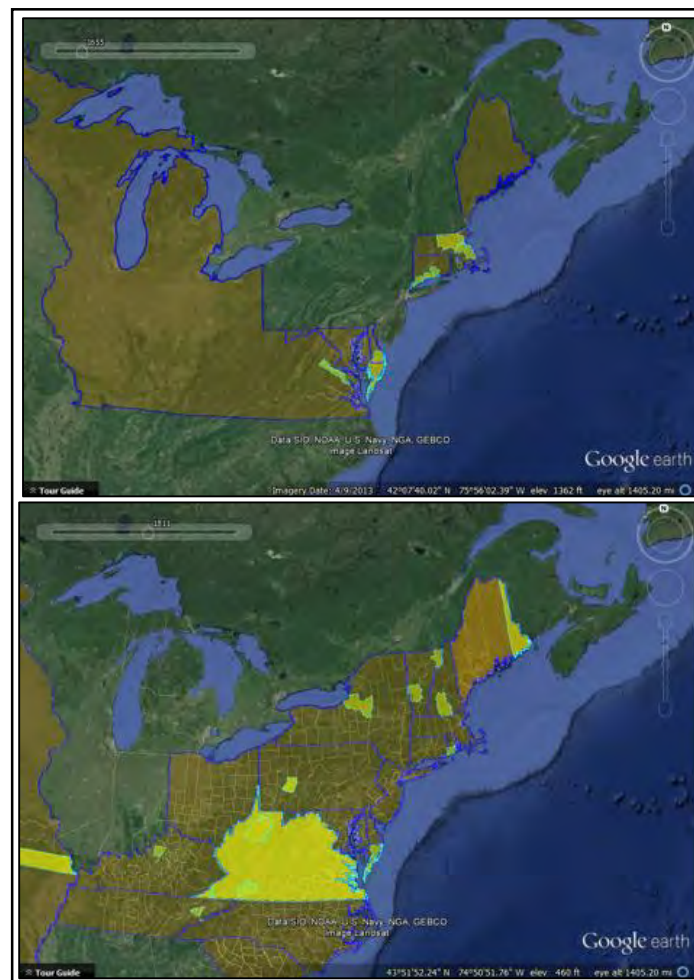 1655
N
Data SIO, NOAA, U.S. Navy, NGA, GEBCO
Image Landsat
Google earth
Tour Guide
Imagery Date: 4/9/2013 42°07'40.02" N 75°56'02.39" W elev 1362 ft eye alt 1405.20 mi
1811
N
Data SIO, NOAA, U.S. Navy, NGA, GEBCO
Image Landsat
Google earth
Tour Guide
43°51'52.24" N 74°50'51.76" W elev 460 ft eye alt 1405.20 mi